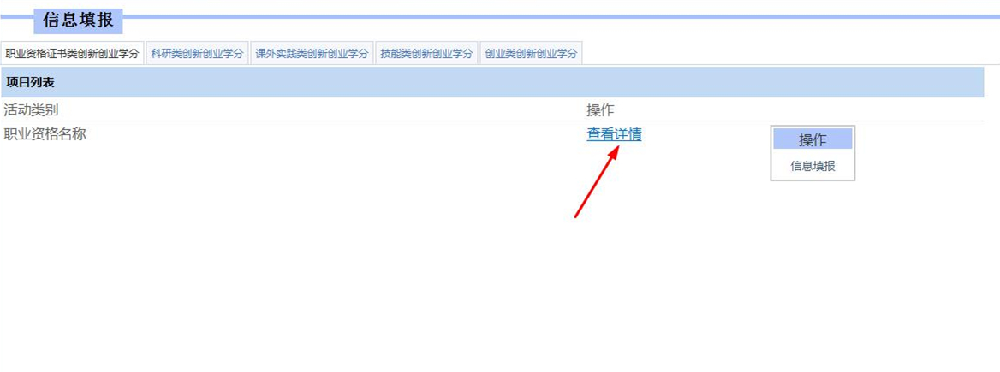 信息填报
职业资格证书类创新创业学分 科研类创新创业学分 课外实践类创新创业学分 技能类创新创业学分 创业类创新创业学分
项目列表
活动类别 操作
职业资格名称 查看详情
操作
信息填报